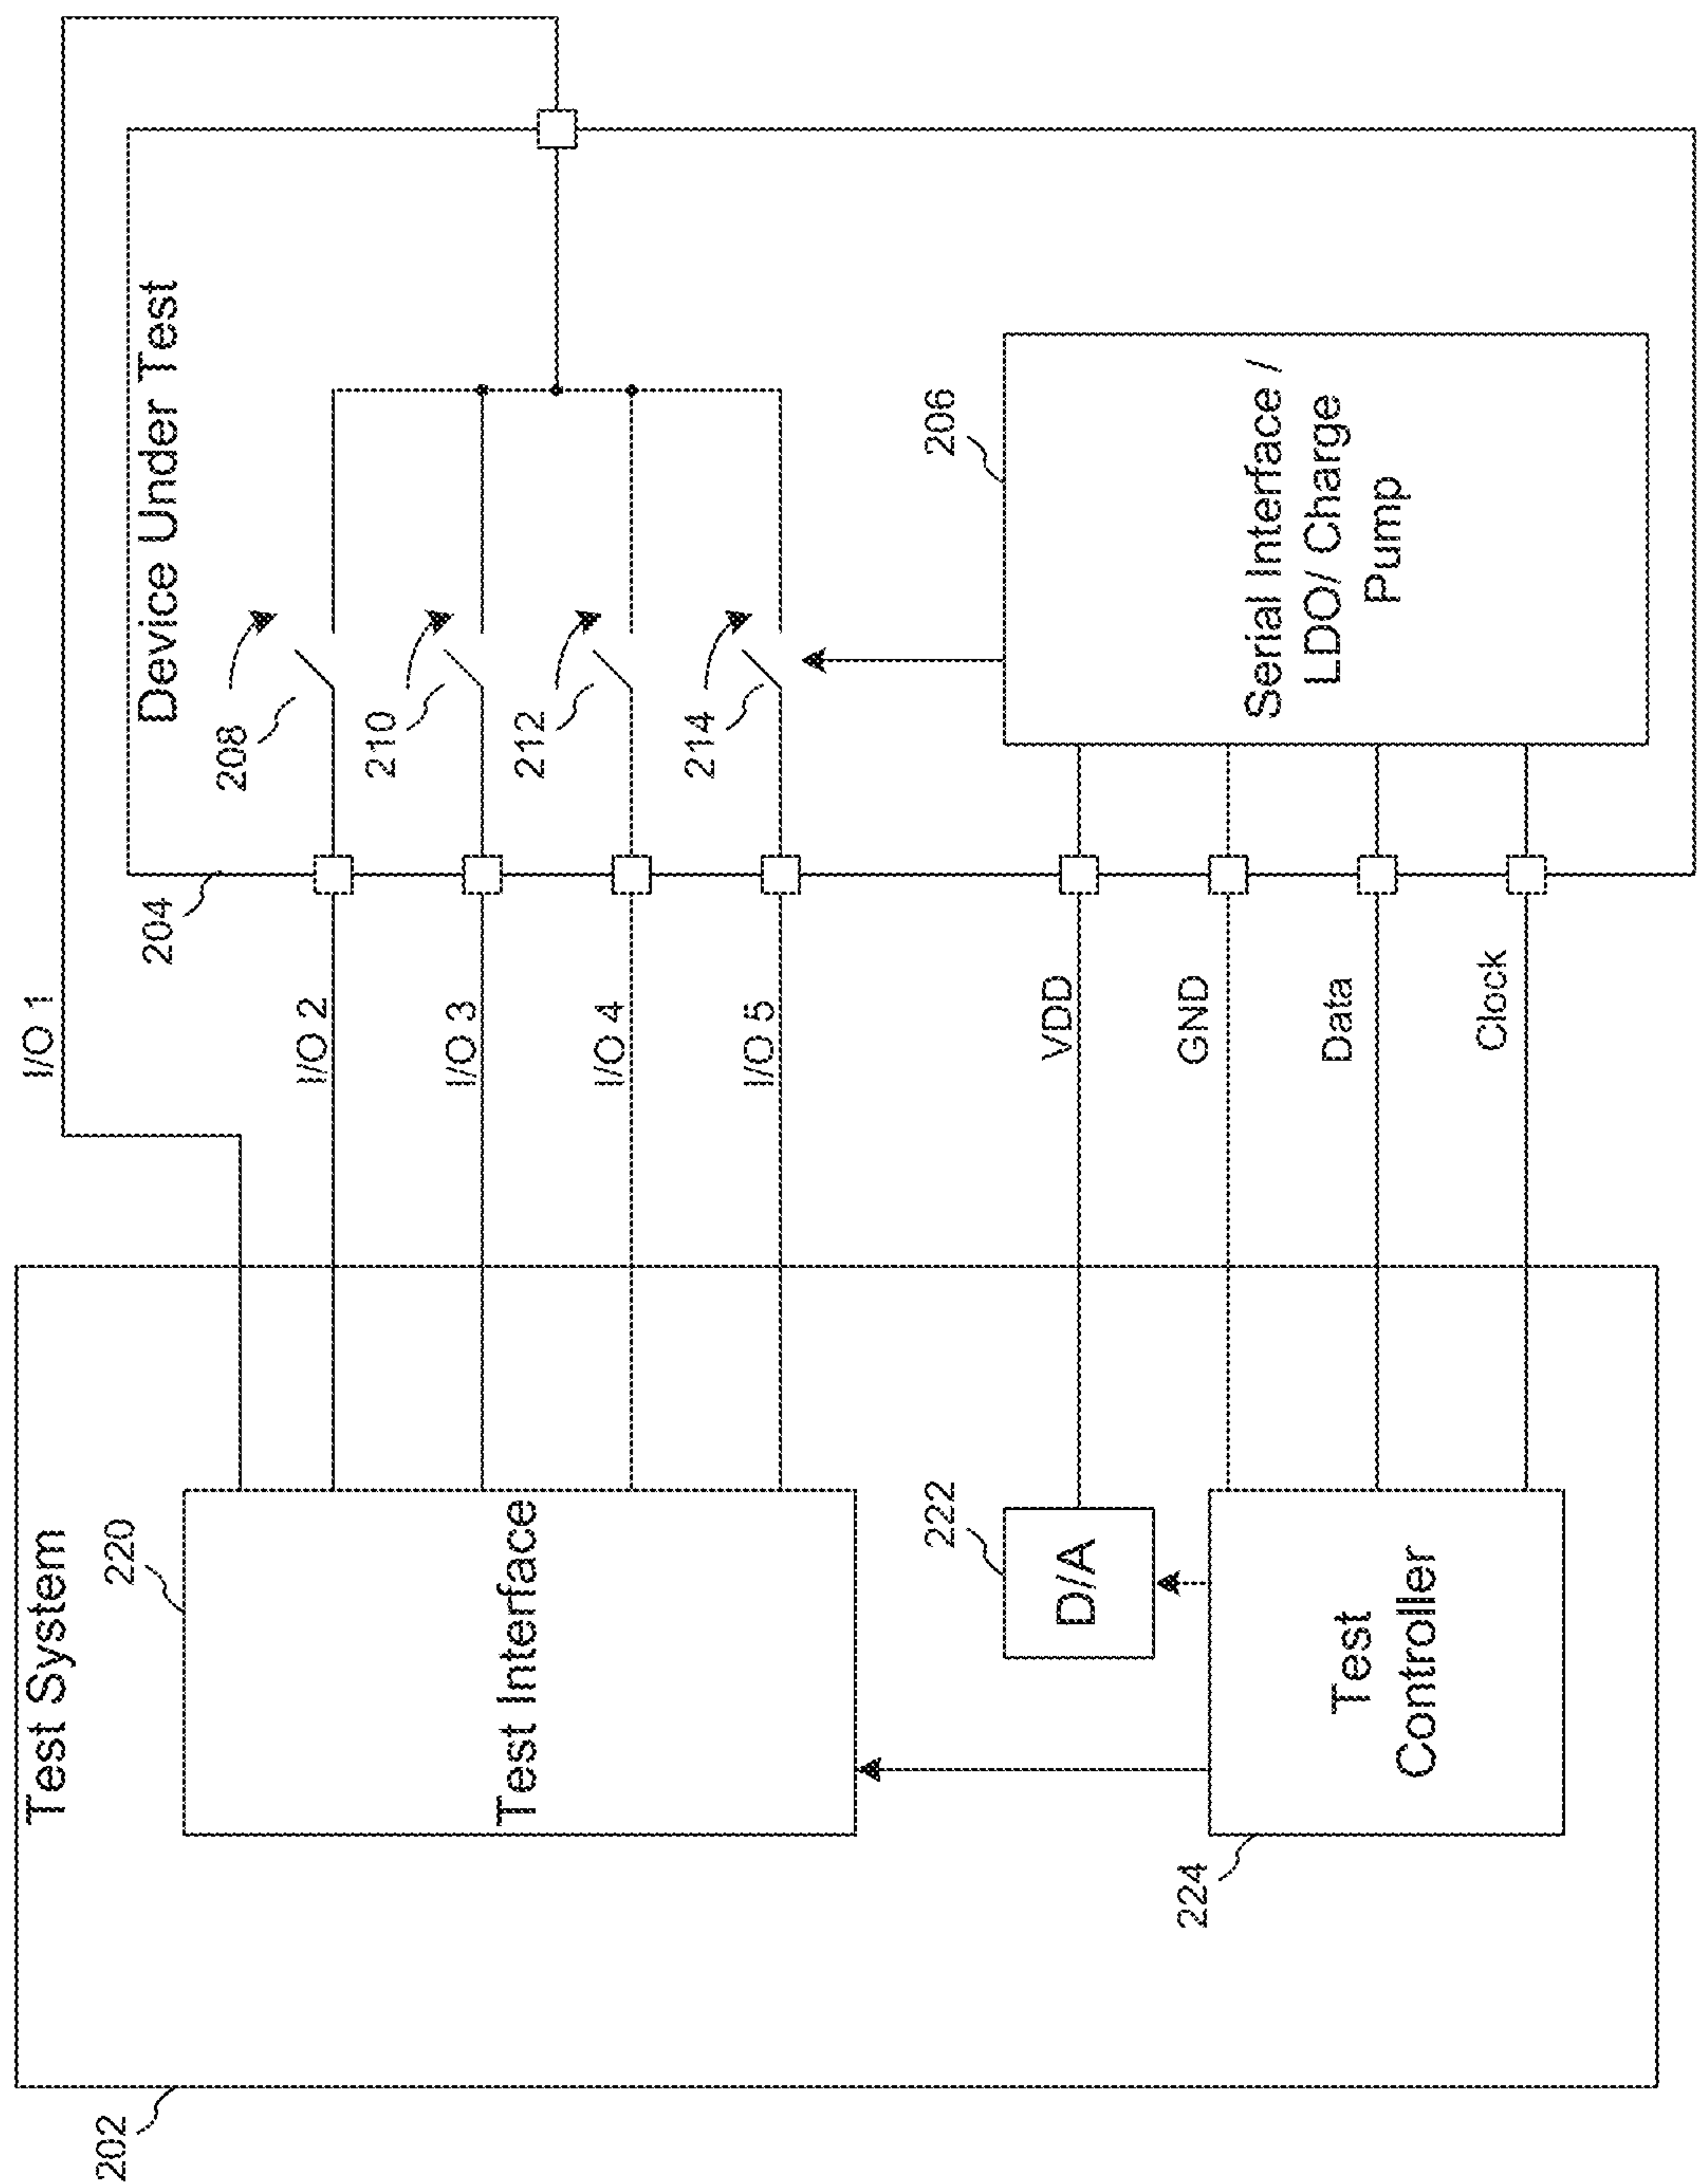 Test System
202
220
Test Interface
222
D/A
224
Test
Controller
I/O 1
I/O 2
I/O 3
I/O 4
I/O 5
VDD
GND
Data
Clock
204
Device Under Test
208
210
212
214
206
Serial Interface /
LDO/ Charge
Pump